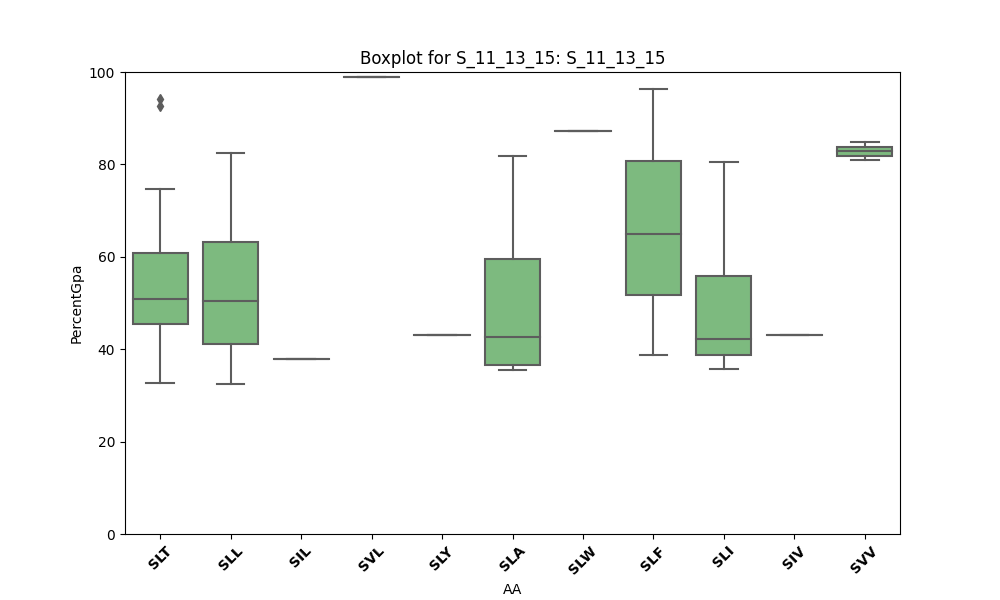 Boxplot for S_11_13_15: S_11_13_15
PercentGpa
100
80
60
40
20
0
SLT
SLL
SIL
SVL
SLY
SLA
SLW
SLF
SLI
SIV
SVV
AA